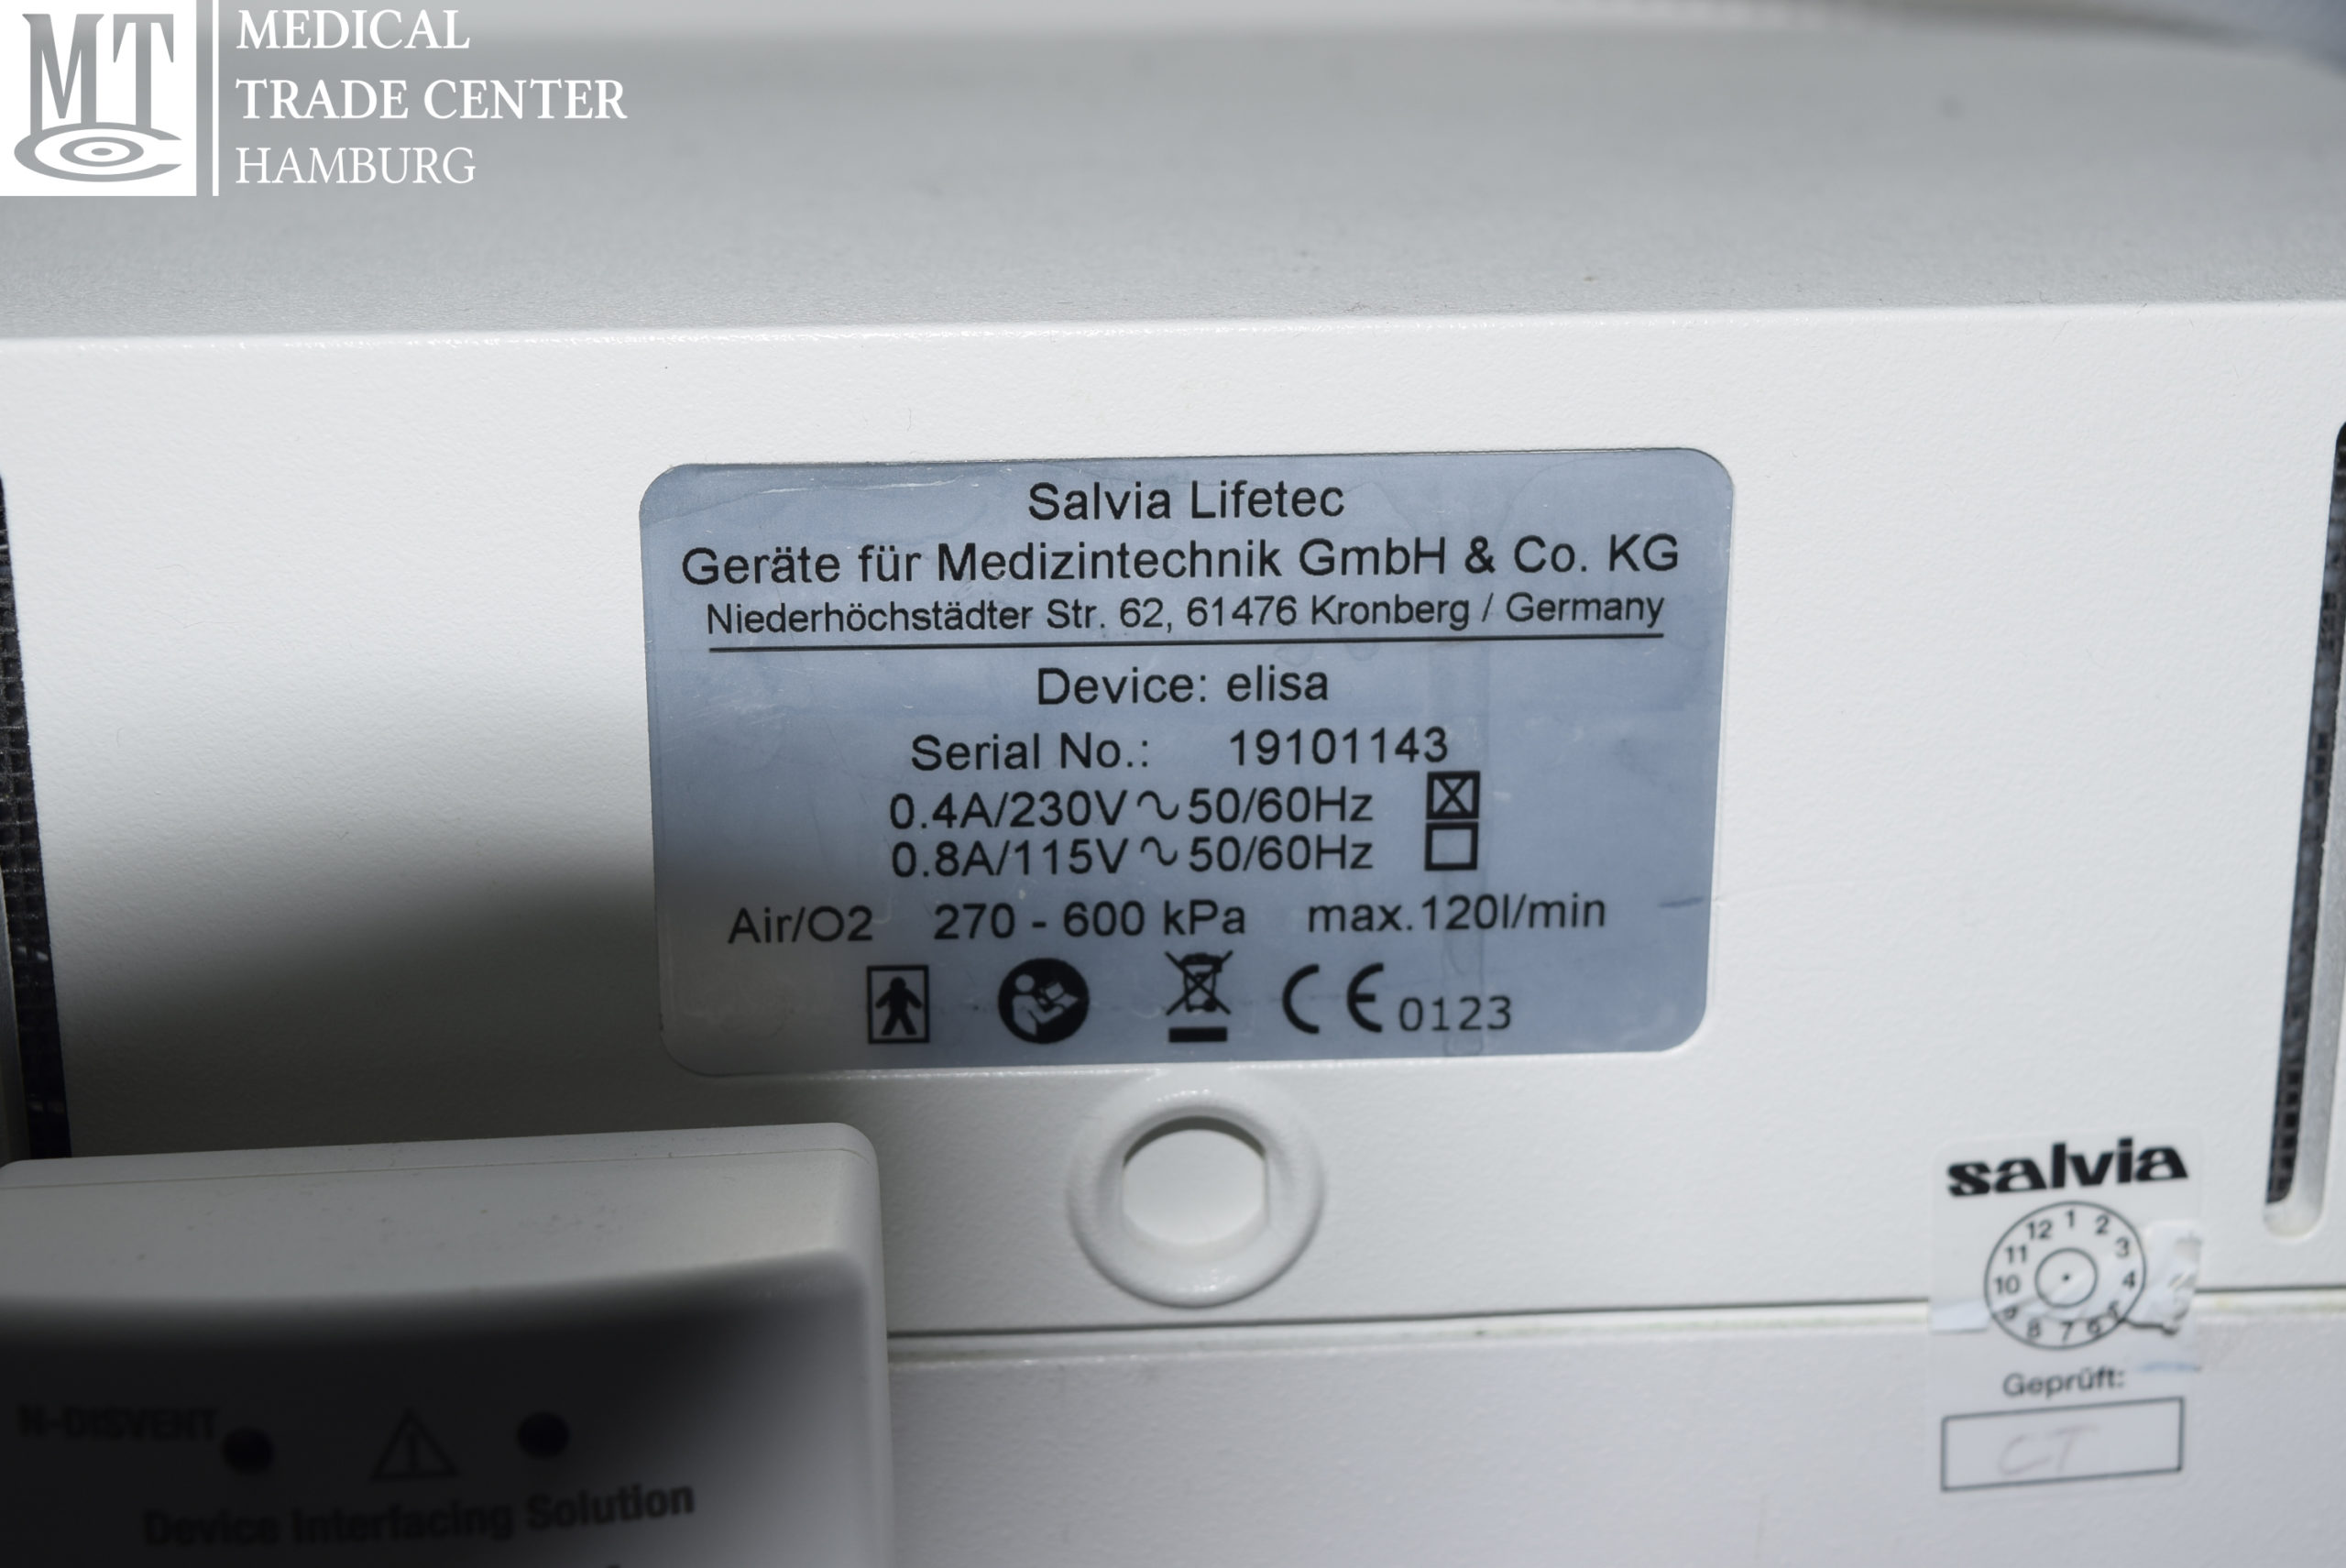 MTC
MEDICAL
TRADE CENTER
HAMBURG
Salvia Lifetec
Geräte für Medizintechnik GmbH & Co. KG
Niederhöchstädter Str. 62, 61476 Kronberg / Germany
Device: elisa
Serial No.: 19101143
0.4A/230V~50/60Hz ☒
0.8A/115V~50/60Hz ☐
Air/O2 270 - 600 kPa max.120l/min
CE 0123
salvia
12 1 2 3 4 5 6 7 8 9 10 11
Geprüft:
CT
N-DISVENT
Device Interfacing Solution